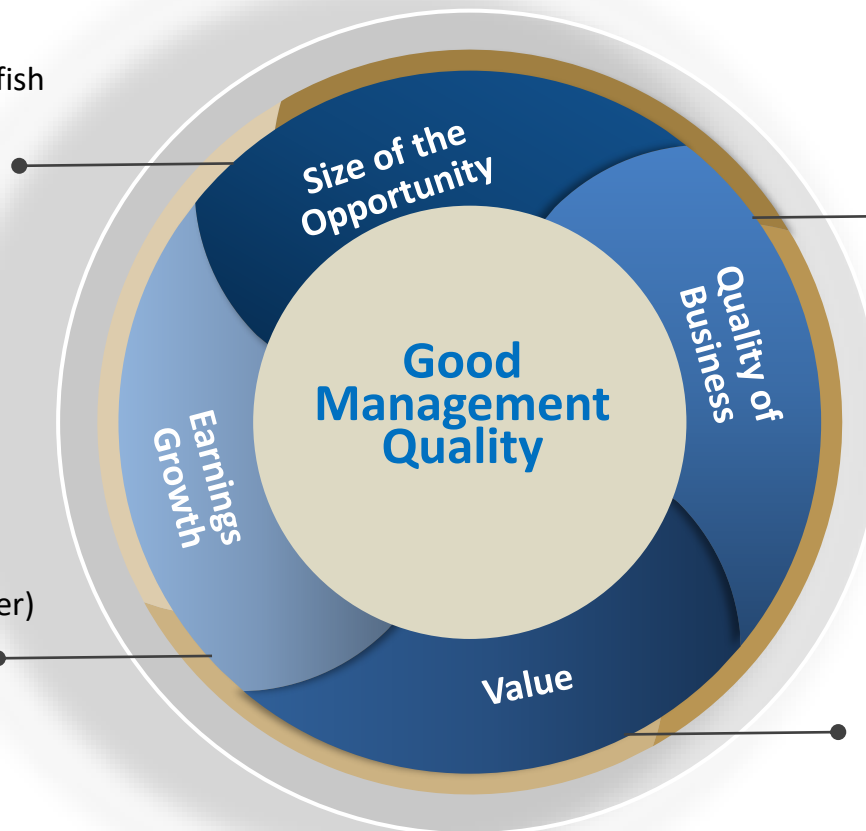 fish
Size of the
Opportunity
Quality of
Business
Good
Management
Quality
Earnings
Growth
er)
Value